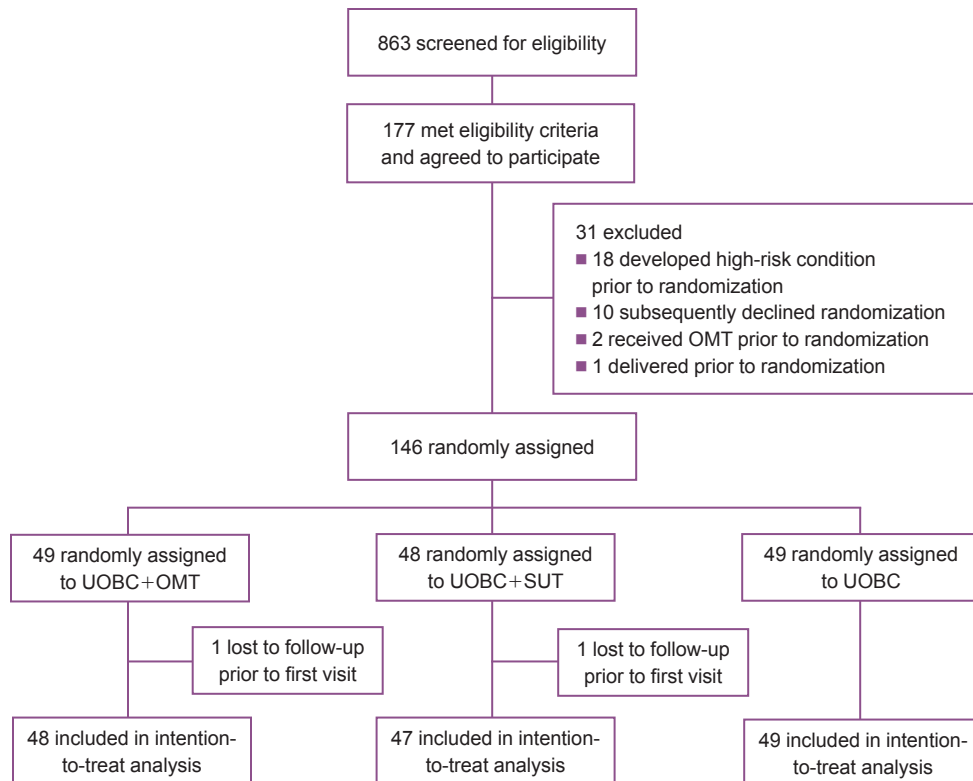 863 screened for eligibility
177 met eligibility criteria
and agreed to participate
31 excluded
■ 18 developed high-risk condition
prior to randomization
■ 10 subsequently declined randomization
■ 2 received OMT prior to randomization
■ 1 delivered prior to randomization
146 randomly assigned
49 randomly assigned
to UOBC+OMT
48 randomly assigned
to UOBC+SUT
49 randomly assigned
to UOBC
1 lost to follow-up
prior to first visit
1 lost to follow-up
prior to first visit
48 included in intention-
to-treat analysis
47 included in intention-
to-treat analysis
49 included in intention-
to-treat analysis